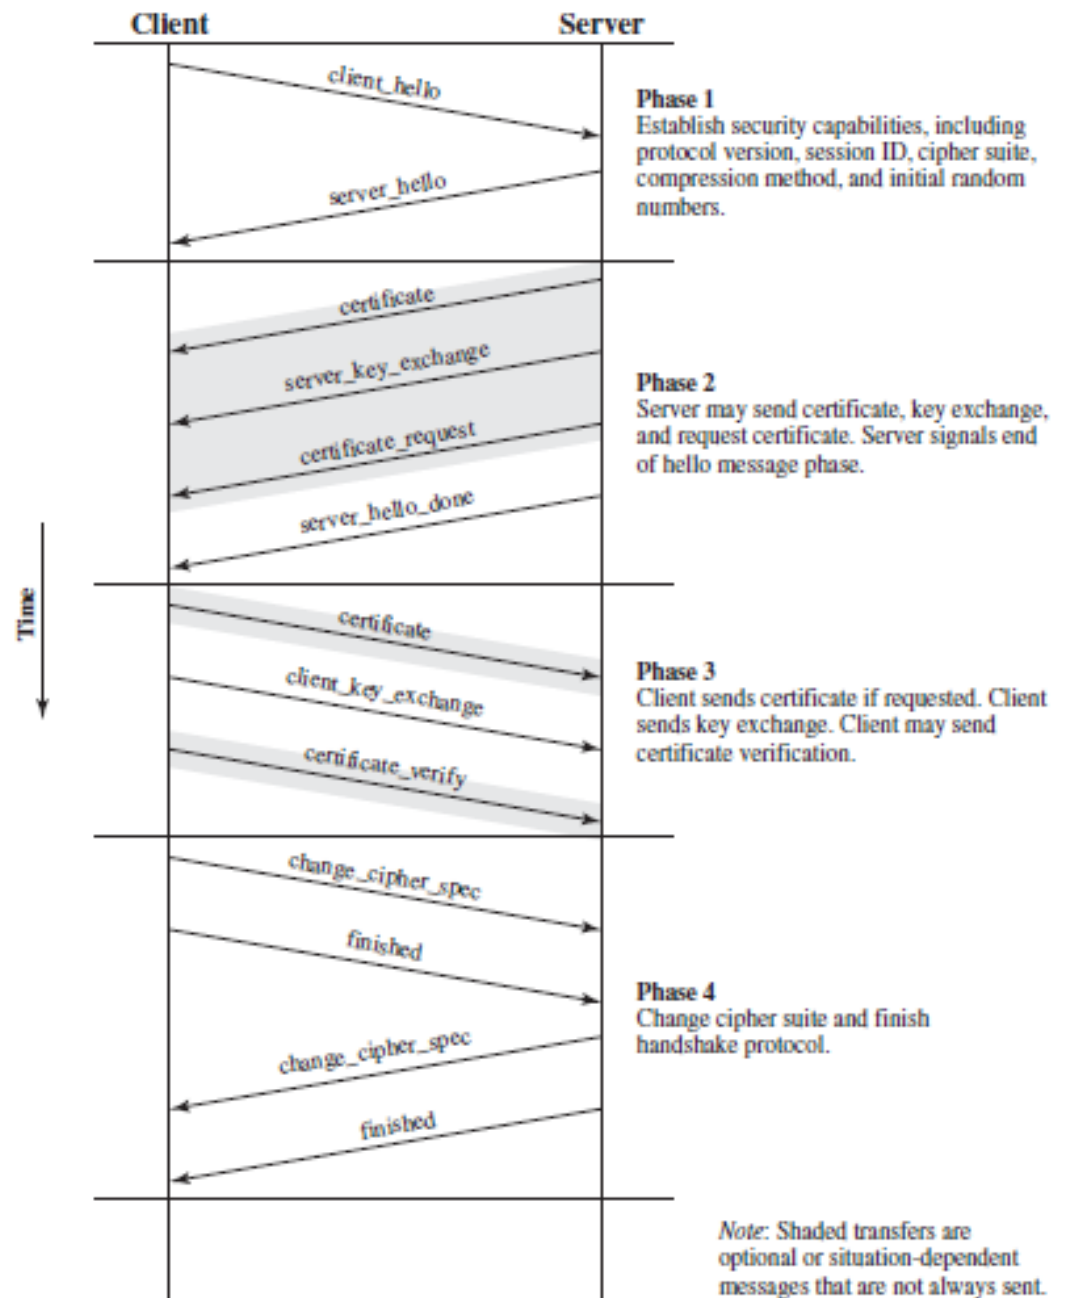 Client
Server
client_hello
Phase 1
Establish security capabilities, including
protocol version, session ID, cipher suite,
compression method, and initial random
numbers.
server_hello
certificate
server_key_exchange
Phase 2
Server may send certificate, key exchange,
and request certificate. Server signals end
of hello message phase.
certificate_request
server_hello_done
Time
certificate
client_key_exchange
Phase 3
Client sends certificate if requested. Client
sends key exchange. Client may send
certificate verification.
certificate_verify
change_cipher_spec
finished
Phase 4
Change cipher suite and finish
handshake protocol.
change_cipher_spec
finished
Note: Shaded transfers are
optional or situation-dependent
messages that are not always sent.